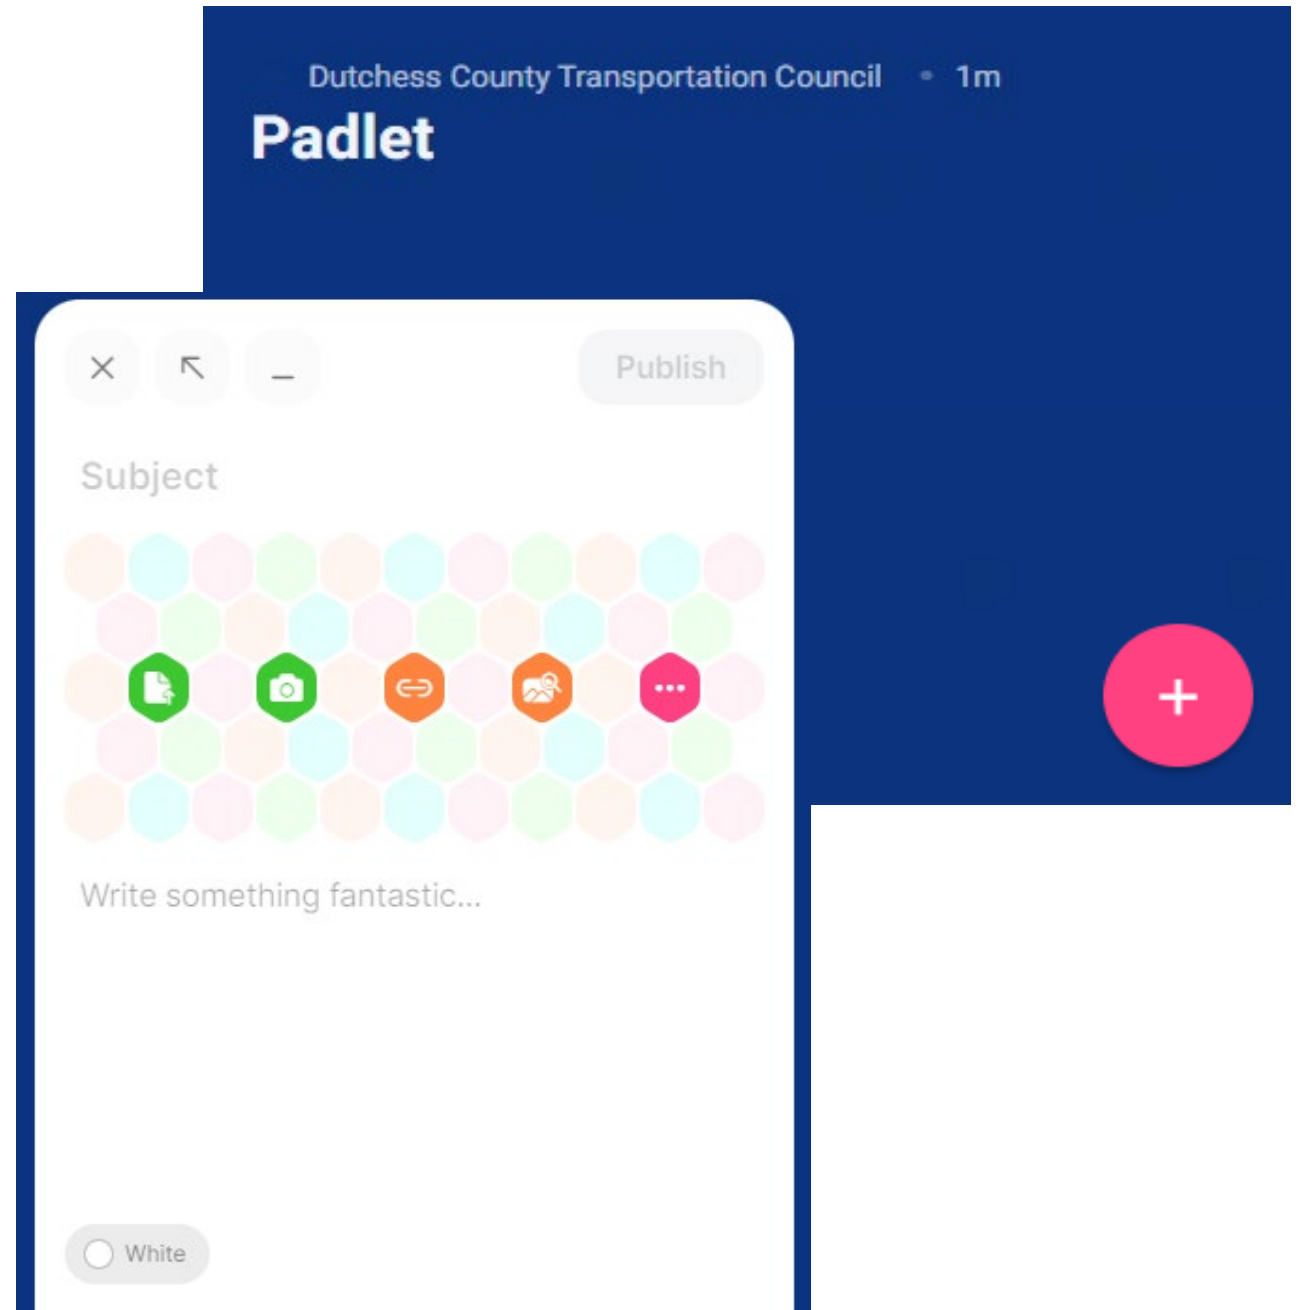 Dutchess County Transportation Council • 1m
Padlet
Publish
Subject
Write something fantastic...
White